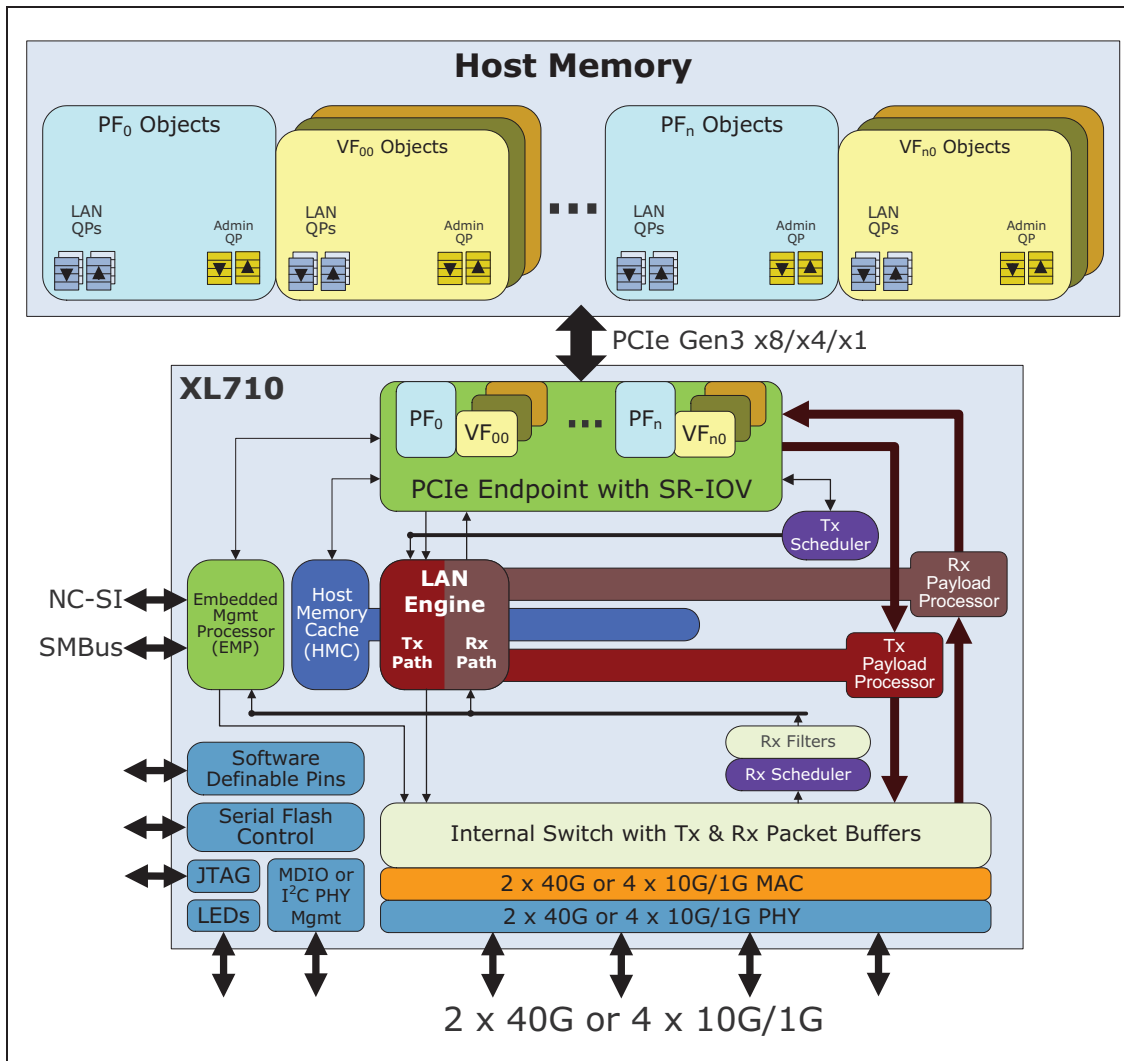 Host Memory
PF0 Objects
VF00 Objects
LAN
QPs
Admin
QP
LAN
QPs
Admin
QP
...
PFn Objects
VFn0 Objects
LAN
QPs
Admin
QP
LAN
QPs
Admin
QP
PCIe Gen3 x8/x4/x1
XL710
PF0
VF00
...
PFn
VFn0
PCIe Endpoint with SR-IOV
Tx
Scheduler
NC-SI
SMBus
Embedded
Mgmt
Processor
(EMP)
Host
Memory
Cache
(HMC)
LAN
Engine
Tx
Path
Rx
Path
Rx
Payload
Processor
Tx
Payload
Processor
Rx Filters
Rx Scheduler
Software
Definable Pins
Serial Flash
Control
JTAG
LEDs
MDIO or
I²C PHY
Mgmt
Internal Switch with Tx & Rx Packet Buffers
2 x 40G or 4 x 10G/1G MAC
2 x 40G or 4 x 10G/1G PHY
2 x 40G or 4 x 10G/1G